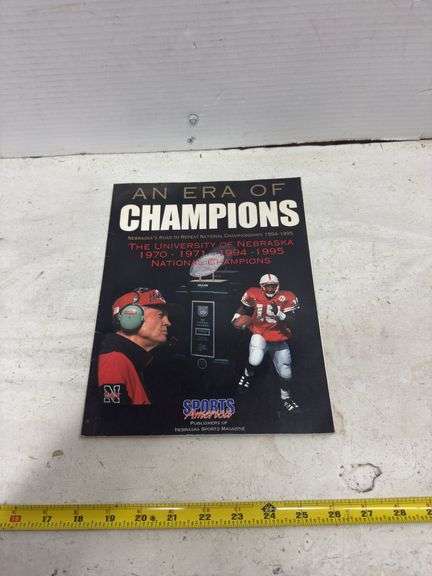 AN ERA OF
CHAMPIONS
NEBRASKA'S ROAD TO REPEAT NATIONAL CHAMPIONSHIPS 1994-1995
THE UNIVERSITY OF NEBRASKA
1970 - 1971 - 1994 - 1995
NATIONAL CHAMPIONS
N
SPORTS
America
PUBLISHERS OF
NEBRASKA SPORTS MAGAZINE
17 18 19 20 21 22 23 24 25 26 27 28